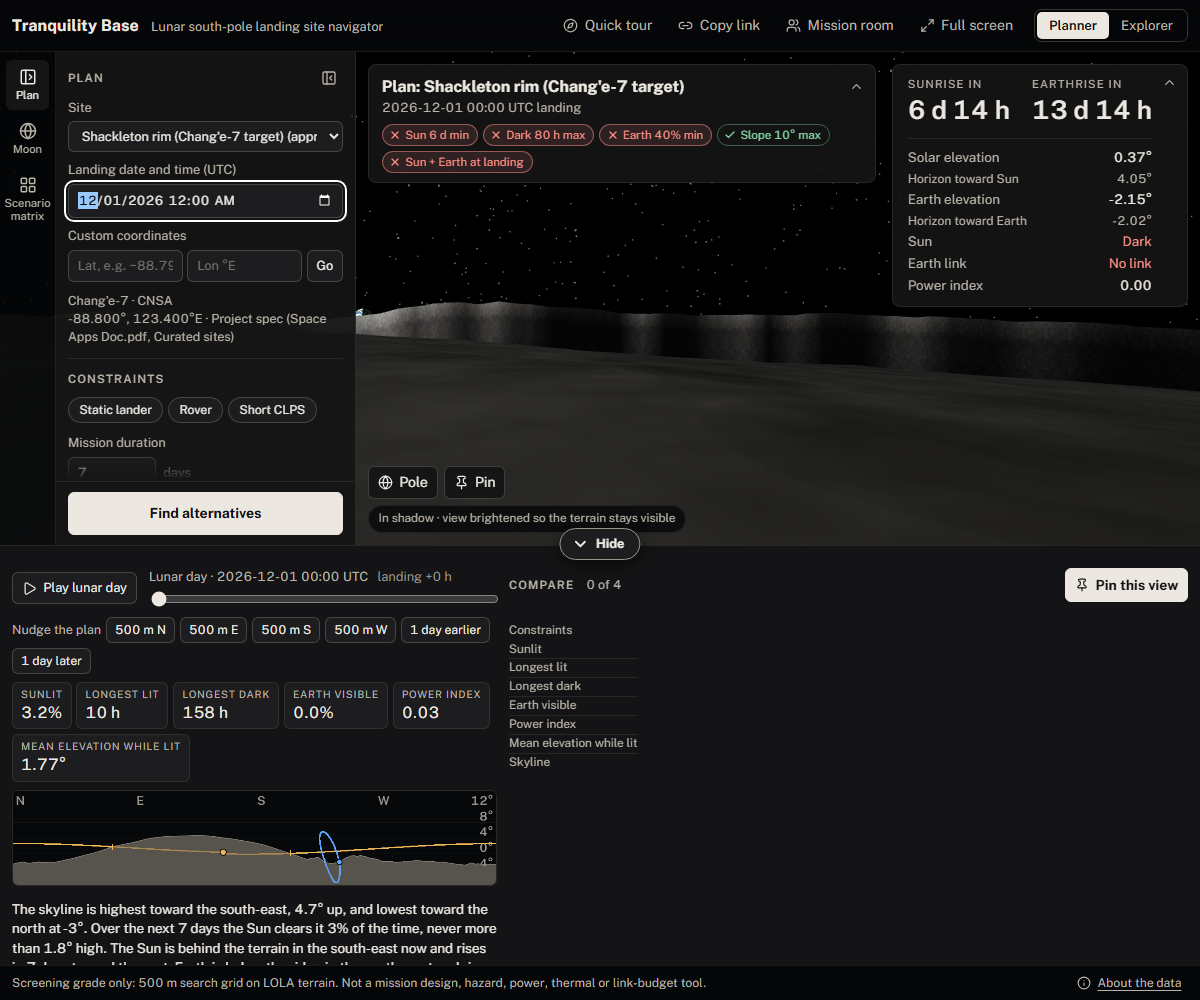 Tranquility Base Lunar south-pole landing site navigator
Quick tour Copy link Mission room Full screen Planner Explorer
Plan
Moon
Scenario
matrix
PLAN
Site
Shackleton rim (Chang'e-7 target) (appr
Landing date and time (UTC)
12/01/2026 12:00 AM
Custom coordinates
Lat, e.g. −88.79 Lon °E Go
Chang'e-7 · CNSA
-88.800°, 123.400°E · Project spec (Space
Apps Doc.pdf, Curated sites)
CONSTRAINTS
Static lander Rover Short CLPS
Mission duration
7 days
Find alternatives
Plan: Shackleton rim (Chang'e-7 target)
2026-12-01 00:00 UTC landing
Sun 6 d min Dark 80 h max Earth 40% min Slope 10° max
Sun + Earth at landing
SUNRISE IN EARTHRISE IN
6 d 14 h 13 d 14 h
Solar elevation 0.37°
Horizon toward Sun 4.05°
Earth elevation -2.15°
Horizon toward Earth -2.02°
Sun Dark
Earth link No link
Power index 0.00
Pole Pin
In shadow · view brightened so the terrain stays visible
Hide
Play lunar day Lunar day · 2026-12-01 00:00 UTC landing +0 h
Nudge the plan 500 m N 500 m E 500 m S 500 m W 1 day earlier
1 day later
SUNLIT LONGEST LIT LONGEST DARK EARTH VISIBLE POWER INDEX
3.2% 10 h 158 h 0.0% 0.03
MEAN ELEVATION WHILE LIT
1.77°
N E S W 12°
8°
4°
0°
4°
The skyline is highest toward the south-east, 4.7° up, and lowest toward the
north at -3°. Over the next 7 days the Sun clears it 3% of the time, never more
than 1.8° high. The Sun is behind the terrain in the south-east now and rises
COMPARE 0 of 4 Pin this view
Constraints
Sunlit
Longest lit
Longest dark
Earth visible
Power index
Mean elevation while lit
Skyline
Screening grade only: 500 m search grid on LOLA terrain. Not a mission design, hazard, power, thermal or link-budget tool. About the data